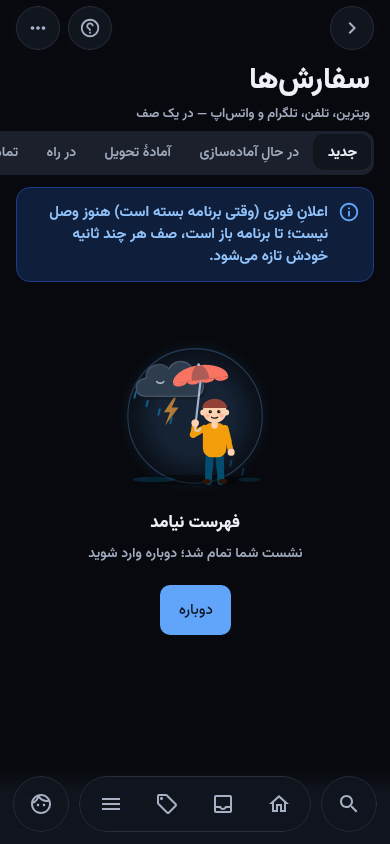 سفارش‌ها
ویترین، تلفن، تلگرام و واتس‌اپ — در یک صف
جدید
در حالِ آماده‌سازی
آمادهٔ تحویل
در راه
اعلانِ فوری (وقتی برنامه بسته است) هنوز وصل
نیست؛ تا برنامه باز است، صف هر چند ثانیه
خودش تازه می‌شود.
فهرست نیامد
نشست شما تمام شد؛ دوباره وارد شوید
دوباره